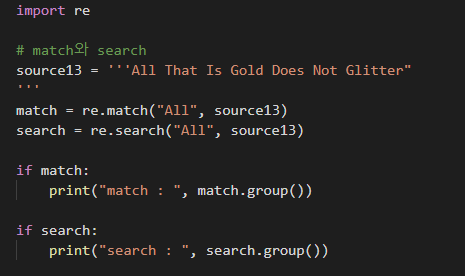 import re
# match와 search
source13 = '''All That Is Gold Does Not Glitter"
'''
match = re.match("All", source13)
search = re.search("All", source13)
if match:
print("match : ", match.group())
if search:
print("search : ", search.group())